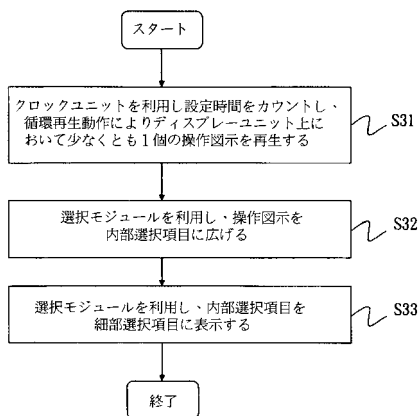 スタート
クロックユニットを利用し設定時間をカウントし、
循環再生動作によりディスプレーユニット上に
おいて少なくとも1個の操作図示を再生する
S31
選択モジュールを利用し、操作図示を
内部選択項目に広げる
S32
選択モジュールを利用し、内部選択項目を
細部選択項目に表示する
S33
終了